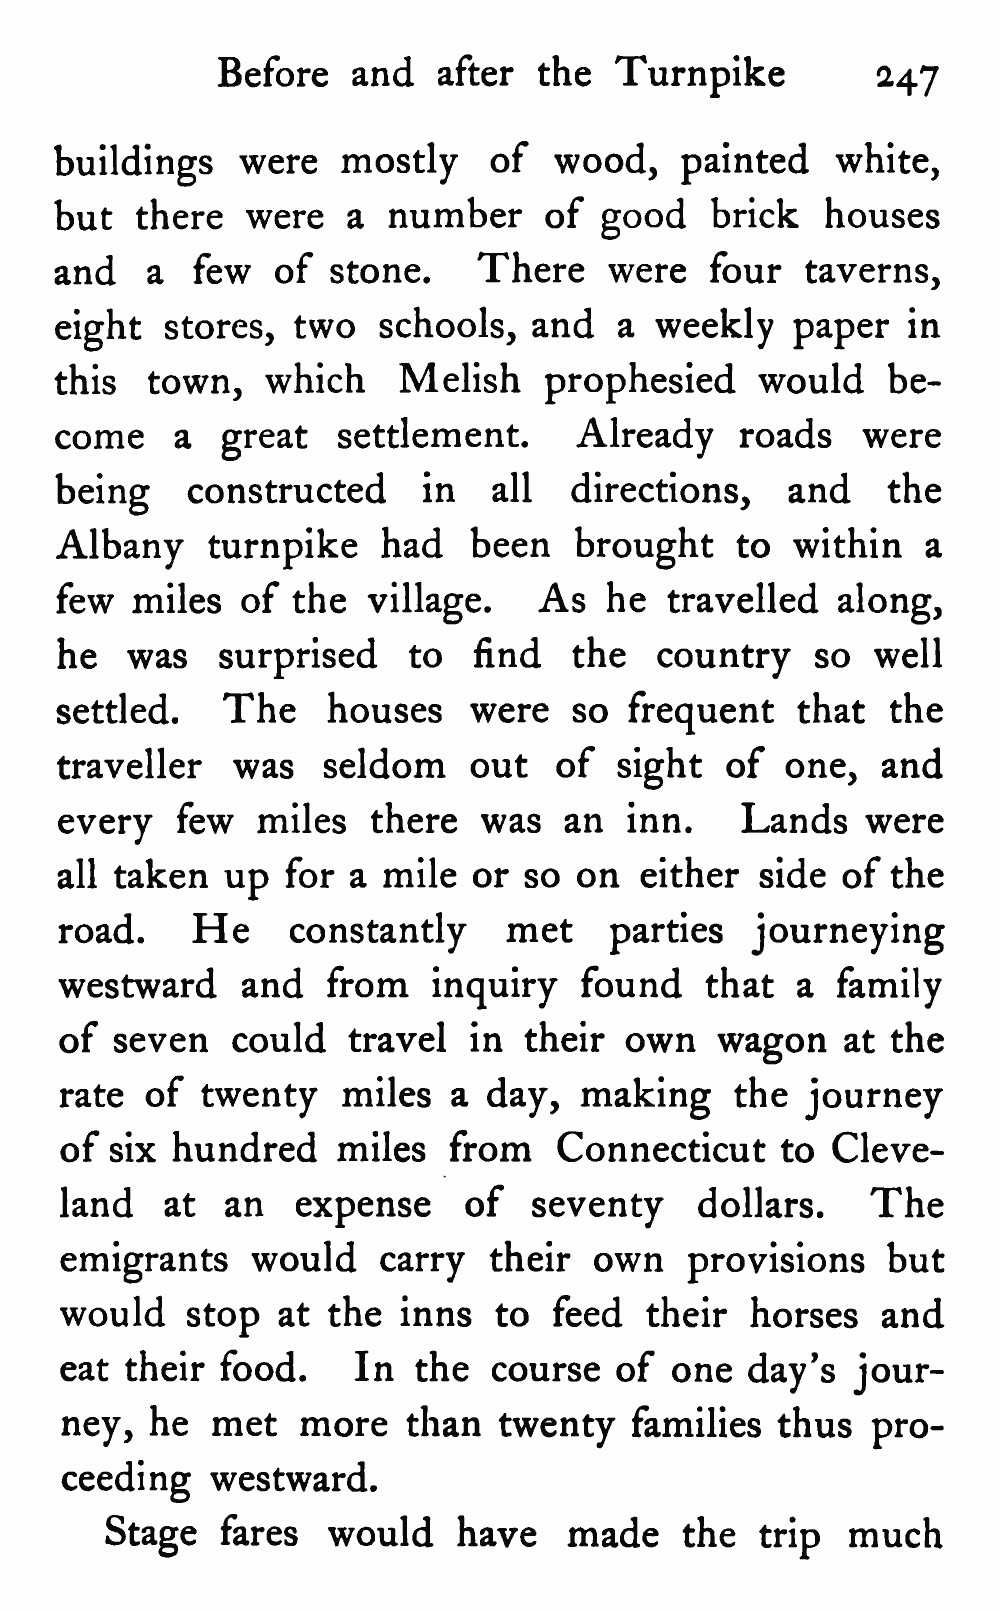 Before and after the Turnpike 247
buildings were mostly of wood, painted white,
but there were a number of good brick houses
and a few of stone. There were four taverns,
eight stores, two schools, and a weekly paper in
this town, which Melish prophesied would be-
come a great settlement. Already roads were
being constructed in all directions, and the
Albany turnpike had been brought to within a
few miles of the village. As he travelled along,
he was surprised to find the country so well
settled. The houses were so frequent that the
traveller was seldom out of sight of one, and
every few miles there was an inn. Lands were
all taken up for a mile or so on either side of the
road. He constantly met parties journeying
westward and from inquiry found that a family
of seven could travel in their own wagon at the
rate of twenty miles a day, making the journey
of six hundred miles from Connecticut to Cleve-
land at an expense of seventy dollars. The
emigrants would carry their own provisions but
would stop at the inns to feed their horses and
eat their food. In the course of one day's jour-
ney, he met more than twenty families thus pro-
ceeding westward.
Stage fares would have made the trip much